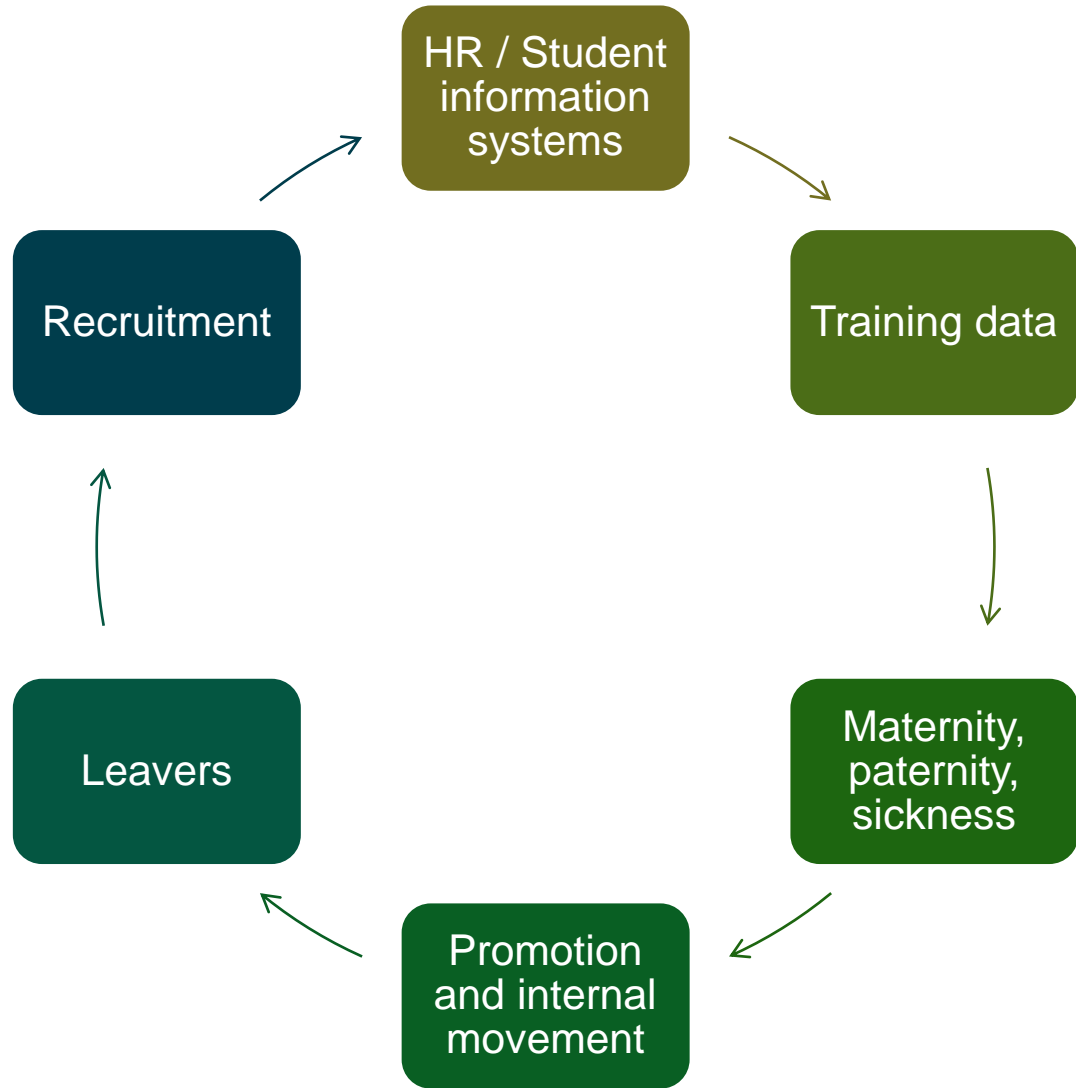 HR / Student
information
systems
Training data
Maternity,
paternity,
sickness
Promotion
and internal
movement
Leavers
Recruitment